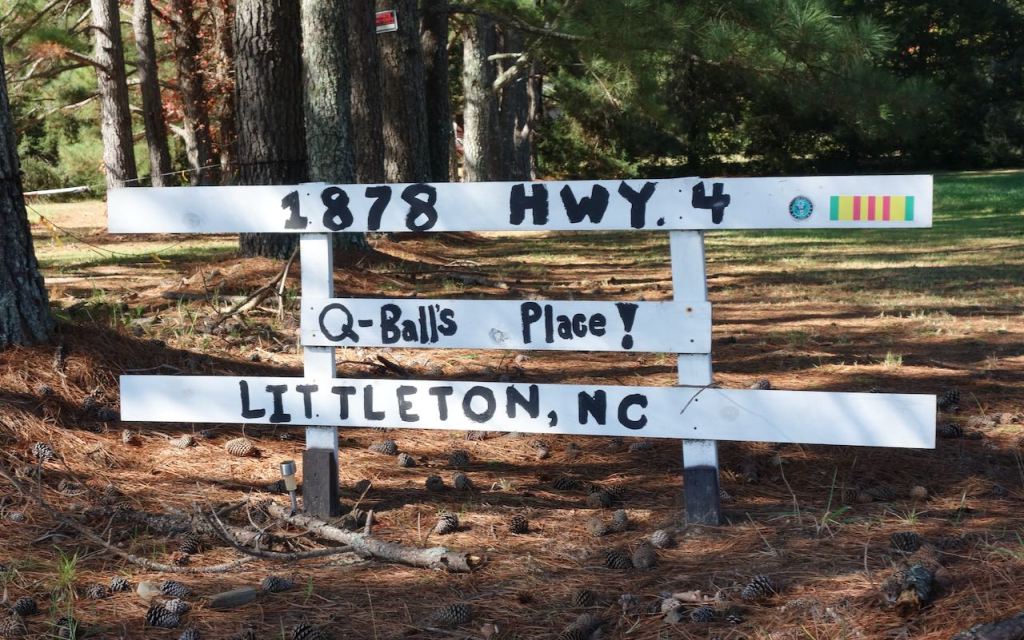 1878 HWY. 4
Q-Ball's Place!
LITTLETON, NC